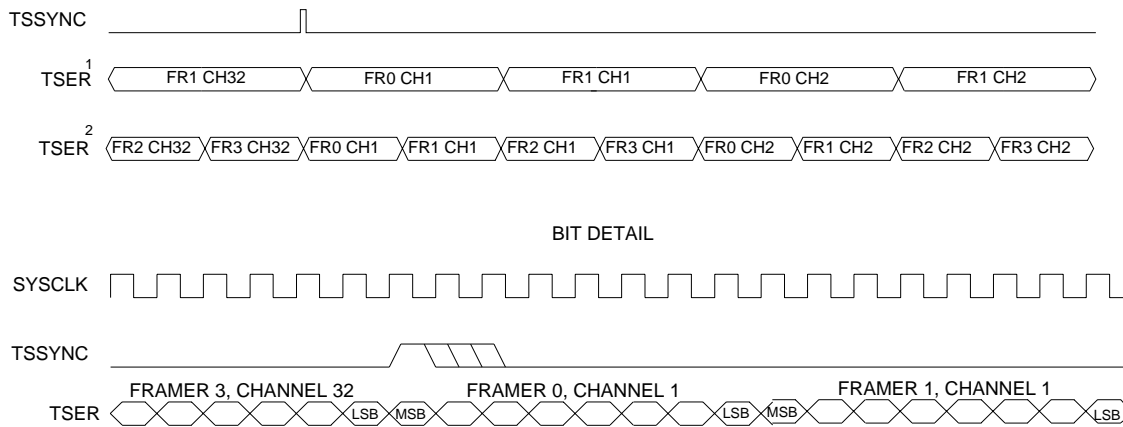 TSSYNC
TSER 1 FR1 CH32 FR0 CH1 FR1 CH1 FR0 CH2 FR1 CH2
TSER 2 FR2 CH32 FR3 CH32 FR0 CH1 FR1 CH1 FR2 CH1 FR3 CH1 FR0 CH2 FR1 CH2 FR2 CH2 FR3 CH2
BIT DETAIL
SYSCLK
TSSYNC
FRAMER 3, CHANNEL 32 FRAMER 0, CHANNEL 1 FRAMER 1, CHANNEL 1
TSER LSB MSB LSB MSB LSB